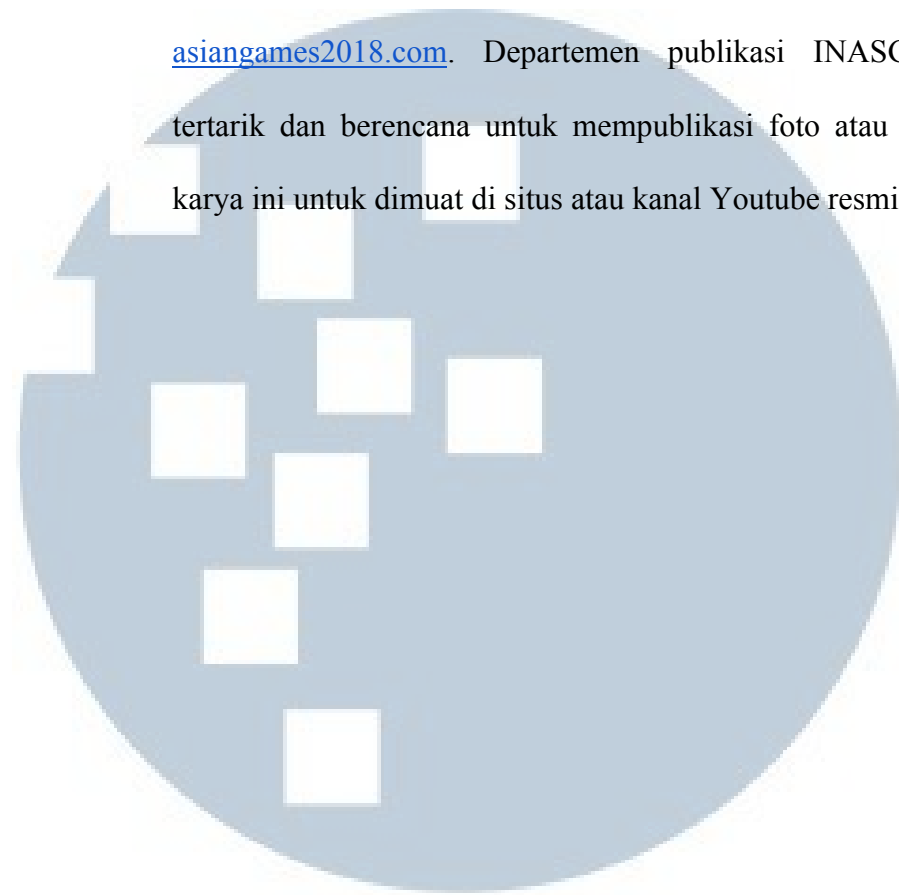 asiangames2018.com. Departemen publikasi
tertarik dan berencana untuk mempublikasi foto atau
karya ini untuk dimuat di situs atau kanal Youtube resmi